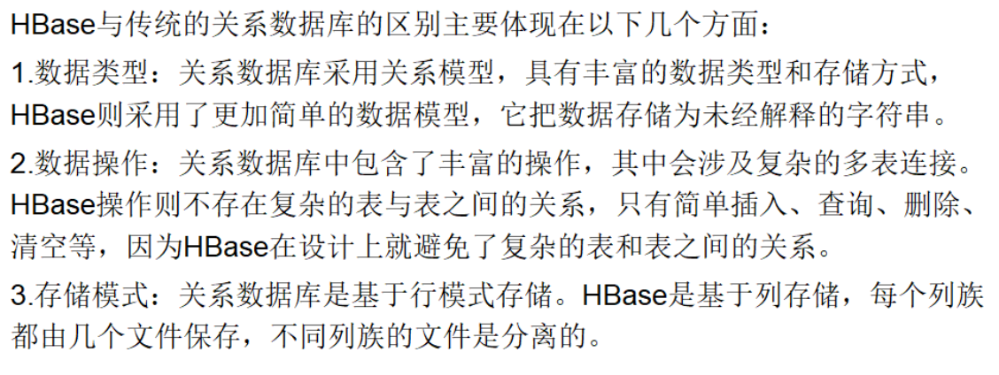 HBase与传统的关系数据库的区别主要体现在以下几个方面：
1.数据类型：关系数据库采用关系模型，具有丰富的数据类型和存储方式，
HBase则采用了更加简单的数据模型，它把数据存储为未经解释的字符串。
2.数据操作：关系数据库中包含了丰富的操作，其中会涉及复杂的多表连接。
HBase操作则不存在复杂的表与表之间的关系，只有简单插入、查询、删除、
清空等，因为HBase在设计上就避免了复杂的表和表之间的关系。
3.存储模式：关系数据库是基于行模式存储。HBase是基于列存储，每个列族
都由几个文件保存，不同列族的文件是分离的。